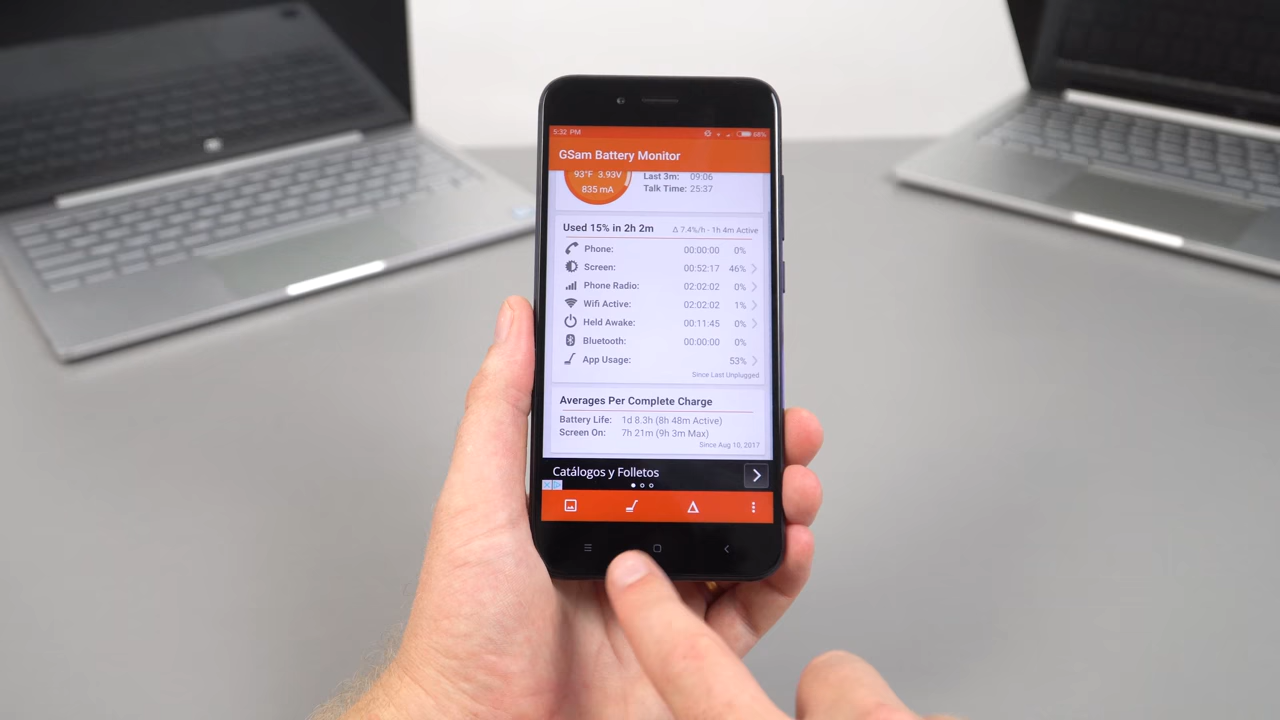 5:32 PM 68%
GSam Battery Monitor
93°F 3.93V
835 mA
Last 3m: 09:06
Talk Time: 25:37
Used 15% in 2h 2m Δ 7.4%/h - 1h 4m Active
Phone: 00:00:00 0%
Screen: 00:52:17 46%
Phone Radio: 02:02:02 0%
Wifi Active: 02:02:02 1%
Held Awake: 00:11:45 0%
Bluetooth: 00:00:00 0%
App Usage: 53%
Since Last Unplugged
Averages Per Complete Charge
Battery Life: 1d 8.3h (8h 48m Active)
Screen On: 7h 21m (9h 3m Max)
Since Aug 10, 2017
Catálogos y Folletos